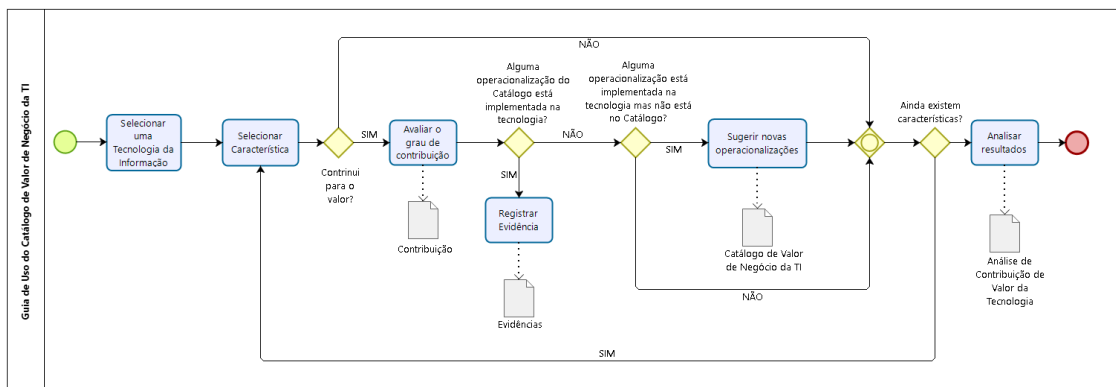 Guia de Uso do Catálogo de Valor de Negócio da TI
Selecionar
uma
Tecnologia da
Informação
Selecionar
Característica
Contrinui
para o
valor?
NÃO
SIM
Avaliar o
grau de
contribuição
Contribuição
Alguma
operacionalização do
Catálogo está
implementada na
tecnologia?
SIM
Registrar
Evidência
Evidências
NÃO
Alguma
operacionalização está
implementada na
tecnologia mas não está
no Catálogo?
SIM
Sugerir novas
operacionalizações
Catálogo de Valor
de Negócio da TI
NÃO
Ainda existem
características?
SIM
Analisar
resultados
Análise de
Contribuição de
Valor da
Tecnologia